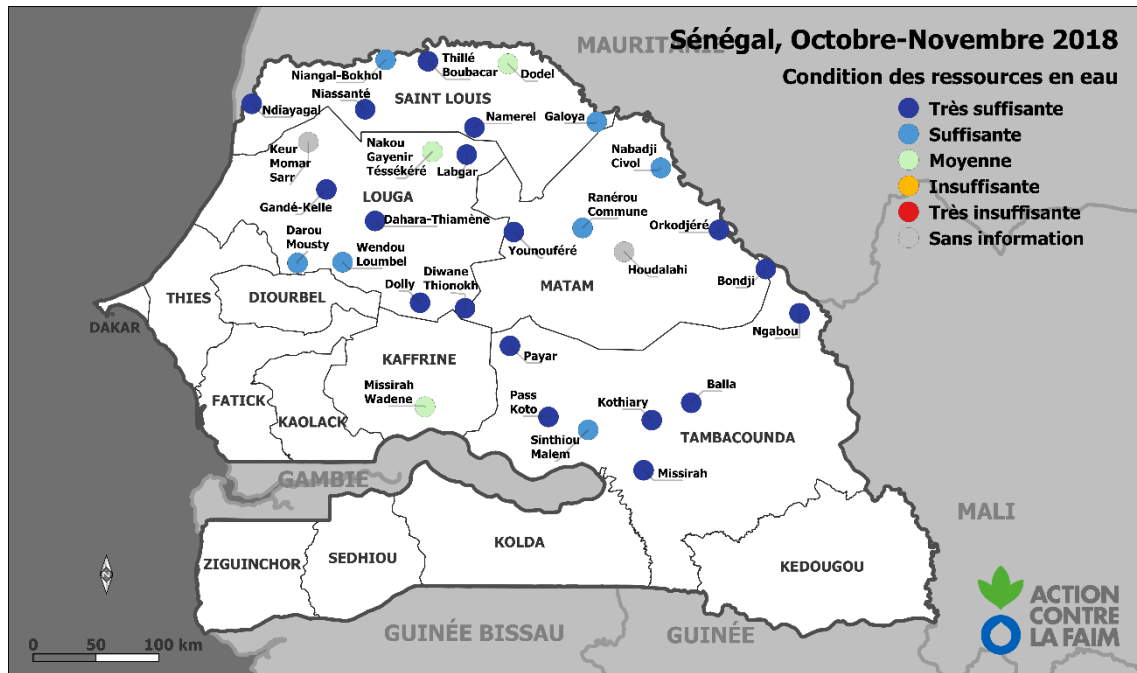 MAURITANIE
Sénégal, Octobre-Novembre 2018
Condition des ressources en eau
Très suffisante
Suffisante
Moyenne
Insuffisante
Très insuffisante
Sans information
Niangal-Bokhol
Thillé
Boubacar
Dodel
Ndiayagal
Niassanté
SAINT LOUIS
Namerel
Galoya
Keur
Momar
Sarr
Nakou
Gayenir
Téssékéré
Labgar
Nabadji
Civol
Gandé-Kelle
LOUGA
Ranérou
Commune
Dahara-Thiamène
Orkodjéré
Darou
Mousty
Wendou
Loumbel
Younouféré
Houdalahi
Diwane
Thionokh
Dolly
MATAM
Bondji
THIES
DIOURBEL
DAKAR
Ngabou
KAFFRINE
Payar
Missirah
Wadene
FATICK
KAOLACK
Pass
Koto
Kothiary
Balla
Sinthiou
Malem
TAMBACOUNDA
Missirah
GAMBIE
MALI
ZIGUINCHOR
SEDHIOU
KOLDA
KEDOUGOU
N
GUINÉE BISSAU
GUINÉE
0 50 100 km
ACTION
CONTRE
LA FAIM